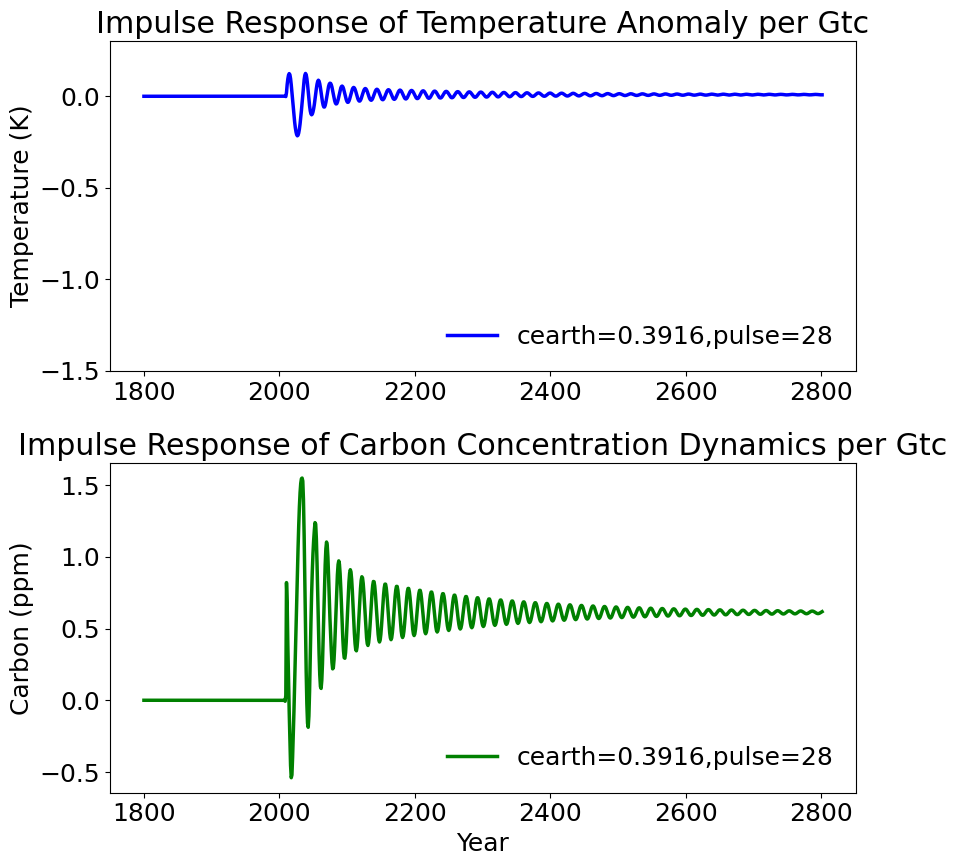 Impulse Response of Temperature Anomaly per Gtc
Temperature (K)
0.0
−0.5
−1.0
−1.5
cearth=0.3916,pulse=28
1800 2000 2200 2400 2600 2800
Impulse Response of Carbon Concentration Dynamics per Gtc
Carbon (ppm)
1.5
1.0
0.5
0.0
−0.5
cearth=0.3916,pulse=28
1800 2000 2200 2400 2600 2800
Year